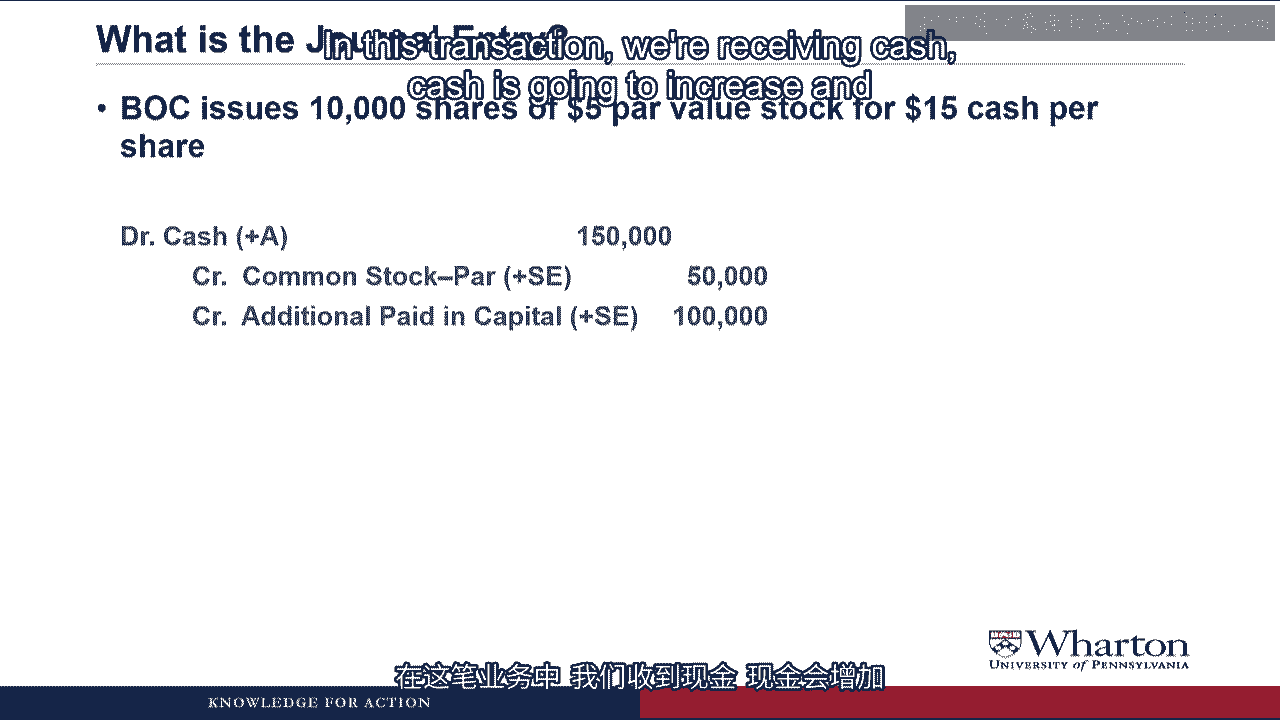 What is the Journal Entry?
In this transaction, we're receiving cash,
cash is going to increase and
• BOC issues 10,000 shares of $5 par value stock for $15 cash per
share
Dr. Cash (+A) 150,000
Cr. Common Stock–Par (+SE) 50,000
Cr. Additional Paid in Capital (+SE) 100,000
Wharton
UNIVERSITY of PENNSYLVANIA
在这笔业务中 我们收到现金 现金会增加
KNOWLEDGE FOR ACTION